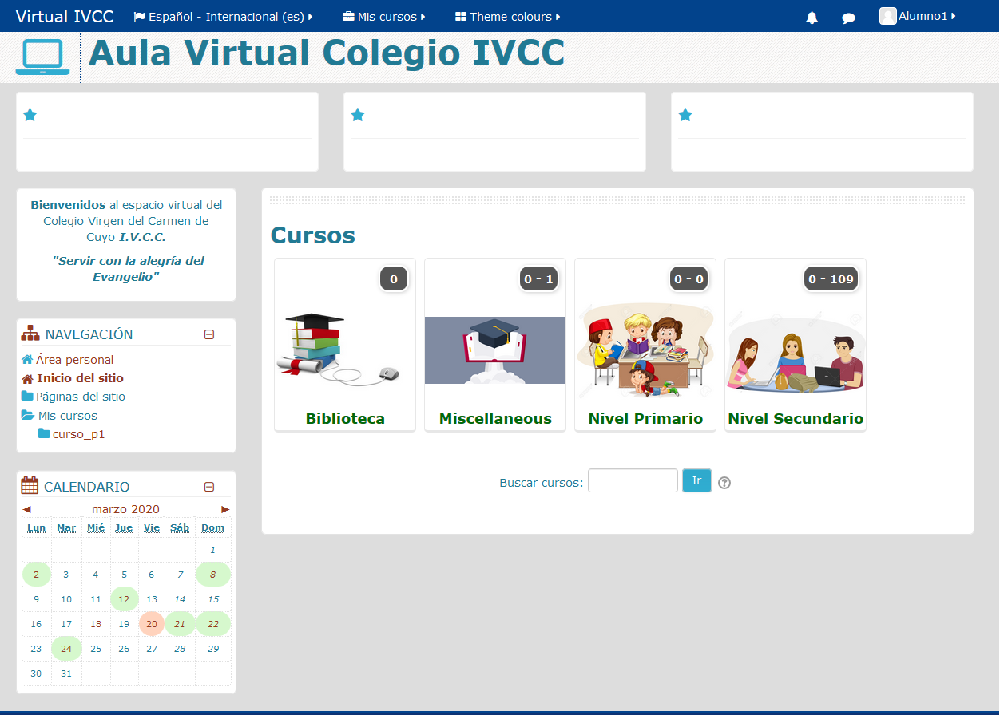 Virtual IVCC Español - Internacional (es) Mis cursos Theme colours Alumno1
Aula Virtual Colegio IVCC
Bienvenidos al espacio virtual del
Colegio Virgen del Carmen de
Cuyo I.V.C.C.
"Servir con la alegría del
Evangelio"
NAVEGACIÓN
Área personal
Inicio del sitio
Páginas del sitio
Mis cursos
curso_p1
CALENDARIO
marzo 2020
Lun Mar Mié Jue Vie Sáb Dom
1
2 3 4 5 6 7 8
9 10 11 12 13 14 15
16 17 18 19 20 21 22
23 24 25 26 27 28 29
30 31
Cursos
0 0 - 1 0 - 0 0 - 109
Biblioteca Miscellaneous Nivel Primario Nivel Secundario
Buscar cursos: Ir